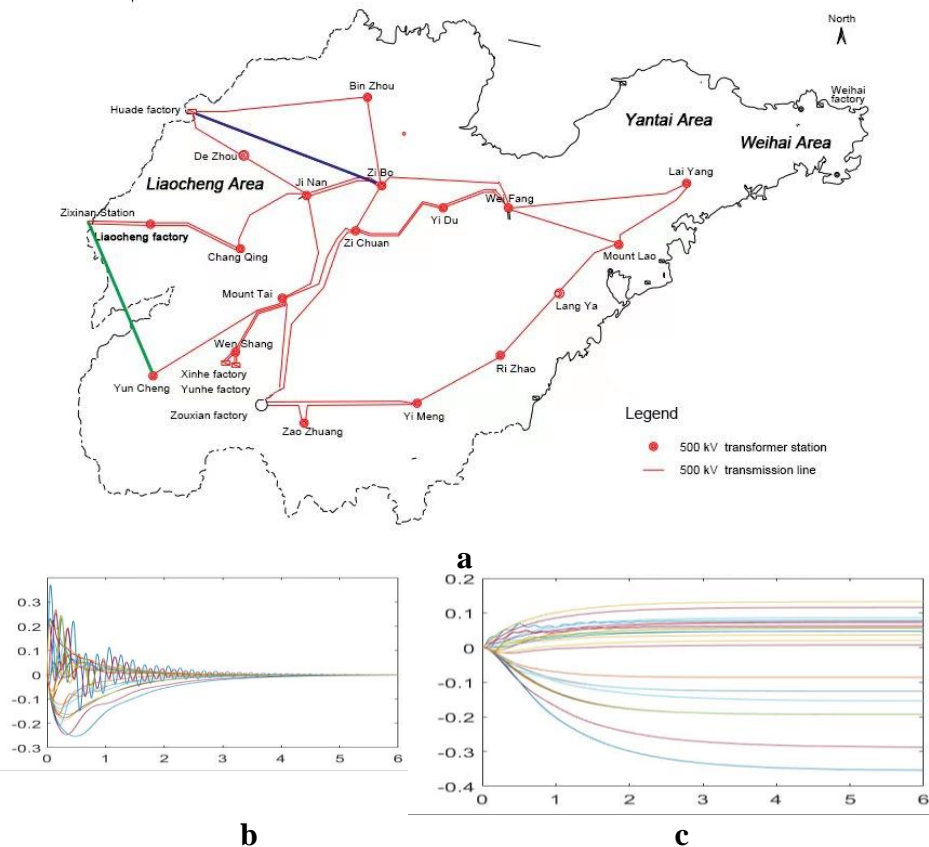 North
Huade factory
Bin Zhou
Weihai
factory
Yantai Area
Weihai Area
De Zhou
Liaocheng Area
Ji Nan
Zi Bo
Lai Yang
Wei Fang
Yi Du
Zixinan Station
Liaocheng factory
Zi Chuan
Chang Qing
Mount Lao
Mount Tai
Lang Ya
Wen Shang
Xinhe factory
Rizhao
Yun Cheng
Yunhe factory
Zouxian factory
Yi Meng
Zao Zhuang
Legend
500 kV transformer station
500 kV transmission line
a
0.3
0.2
0.1
0
-0.1
-0.2
-0.3
0 1 2 3 4 5 6
b
0.2
0.1
0
-0.1
-0.2
-0.3
-0.4
0 1 2 3 4 5 6
c